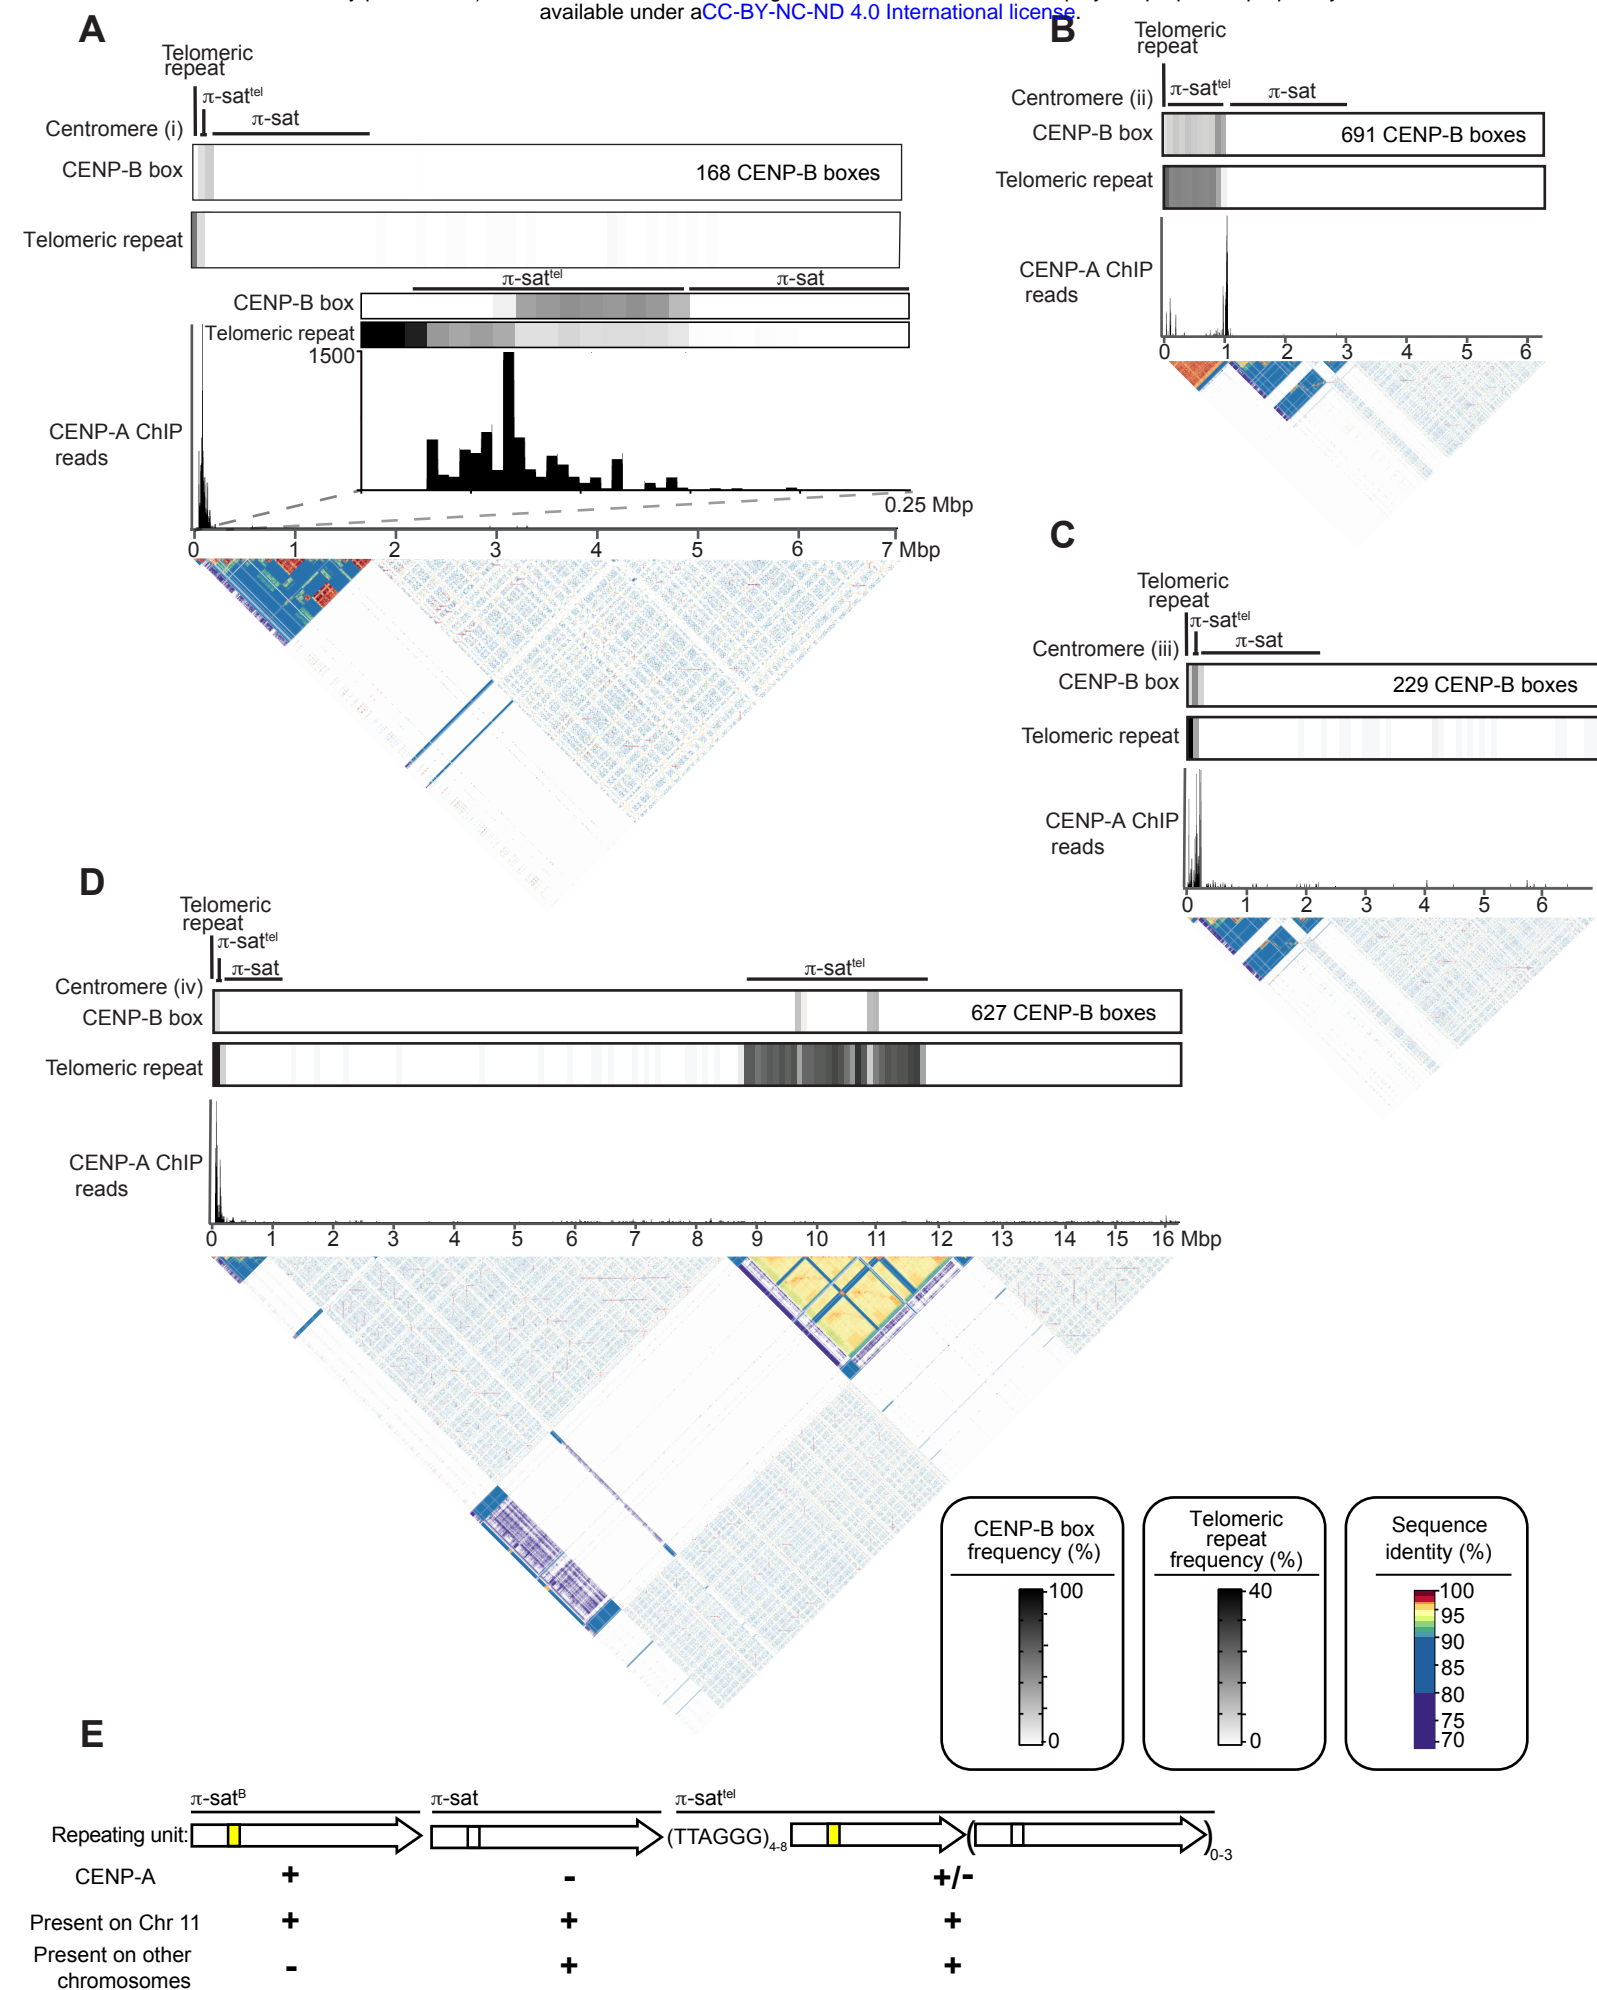 available under aCC-BY-NC-ND 4.0 International license.
A
Telomeric
repeat
π-sattel
π-sat
Centromere (i)
CENP-B box
168 CENP-B boxes
Telomeric repeat
π-sattel
π-sat
CENP-B box
Telomeric repeat
1500
CENP-A ChIP
reads
0.25 Mbp
0 1 2 3 4 5 6 7 Mbp
B
Telomeric
repeat
π-sattel
π-sat
Centromere (ii)
CENP-B box
691 CENP-B boxes
Telomeric repeat
CENP-A ChIP
reads
0 1 2 3 4 5 6
C
Telomeric
repeat
π-sattel
π-sat
Centromere (iii)
CENP-B box
229 CENP-B boxes
Telomeric repeat
CENP-A ChIP
reads
0 1 2 3 4 5 6
D
Telomeric
repeat
π-sattel
π-sat
π-sattel
Centromere (iv)
CENP-B box
627 CENP-B boxes
Telomeric repeat
CENP-A ChIP
reads
0 1 2 3 4 5 6 7 8 9 10 11 12 13 14 15 16 Mbp
CENP-B box
frequency (%)
100
0
Telomeric
repeat
frequency (%)
40
0
Sequence
identity (%)
100
95
90
85
80
75
70
E
π-satB π-sat π-sattel
Repeating unit: (TTAGGG)4-8 ( )0-3
CENP-A + - +/-
Present on Chr 11 + + +
Present on other
chromosomes - + +